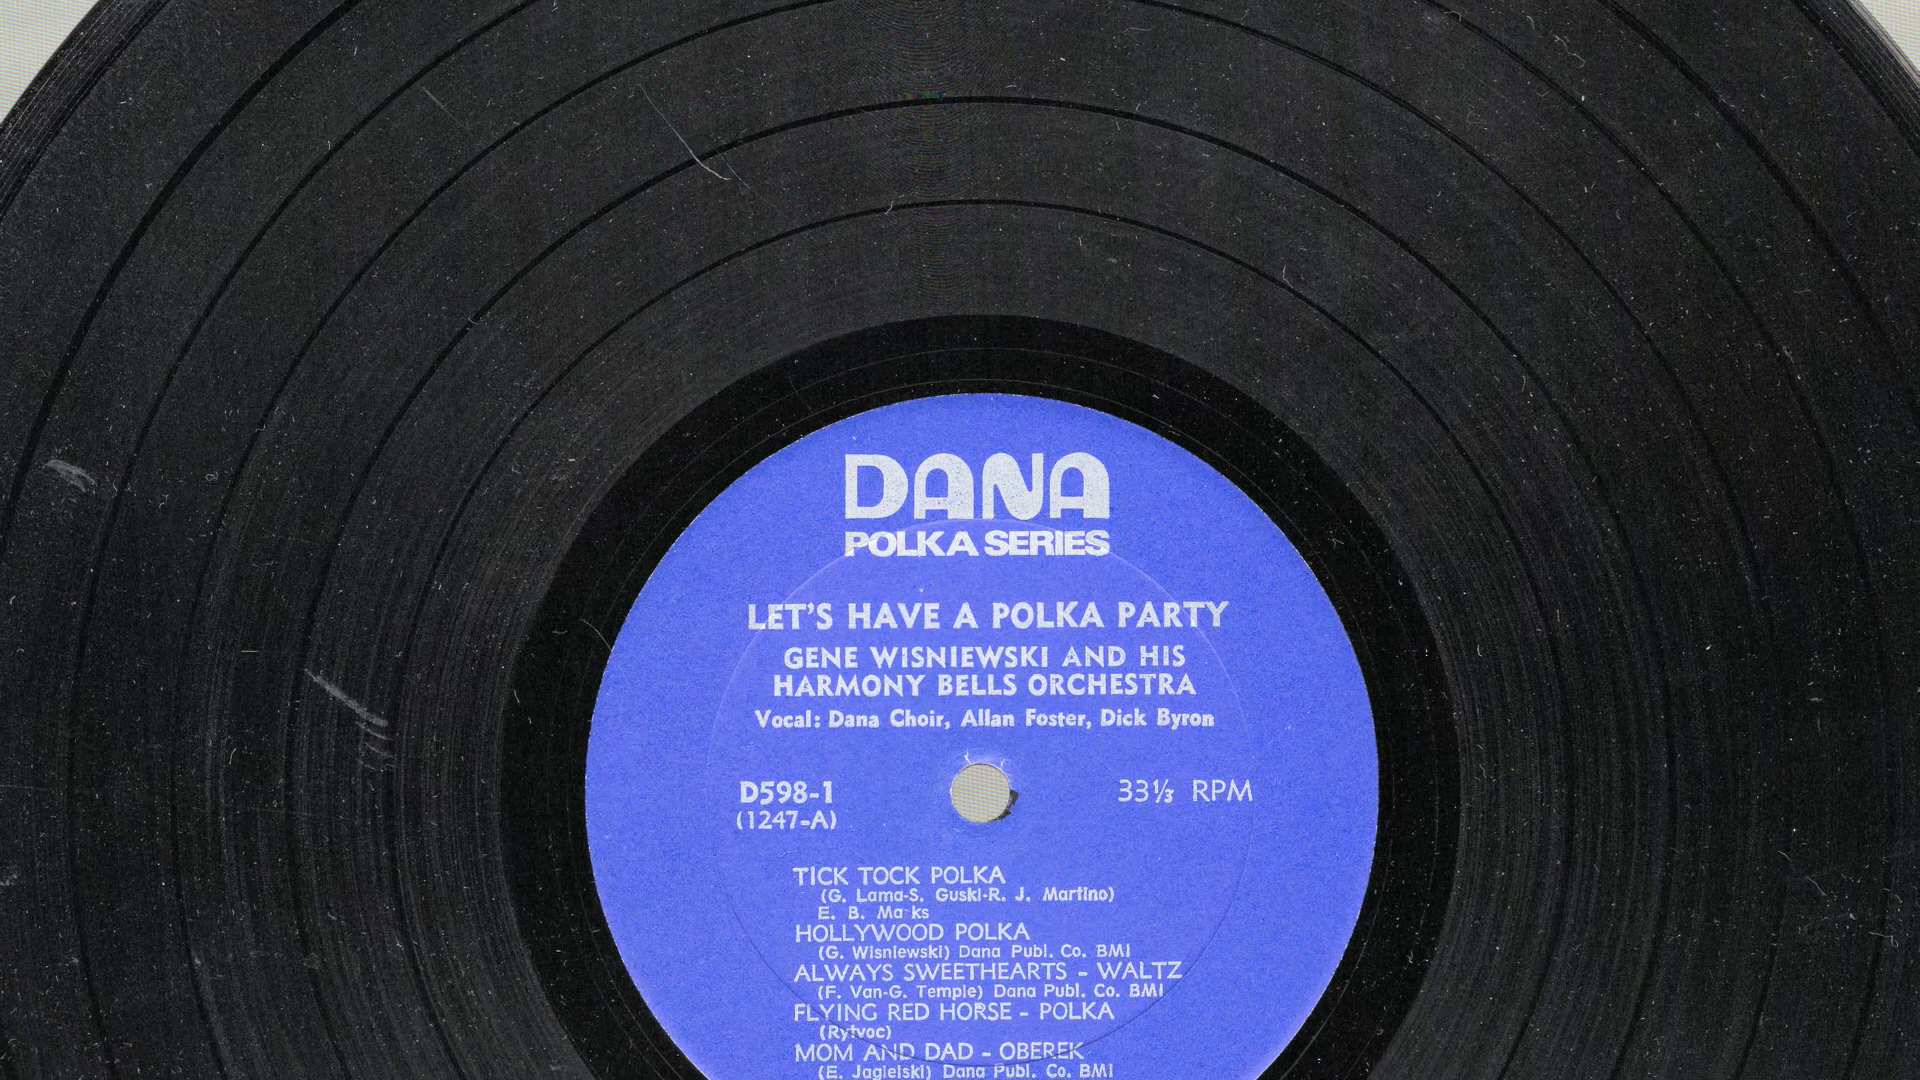 DANA
POLKA SERIES
LET'S HAVE A POLKA PARTY
GENE WISNIEWSKI AND HIS
HARMONY BELLS ORCHESTRA
Vocal: Dana Choir, Allan Foster, Dick Byron
D598-1
(1247-A)
33⅓ RPM
TICK TOCK POLKA
(G. Lama-S. Guski-R. J. Martino)
E. B. Ma ks
HOLLYWOOD POLKA
(G. Wisniewski) Dana Publ. Co. BMI
ALWAYS SWEETHEARTS - WALTZ
(F. Van-G. Temple) Dana Publ. Co. BMI
FLYING RED HORSE - POLKA
(Rytvoc)
MOM AND DAD - OBEREK
(E. Jagielski) Dana Publ. Co. BMI